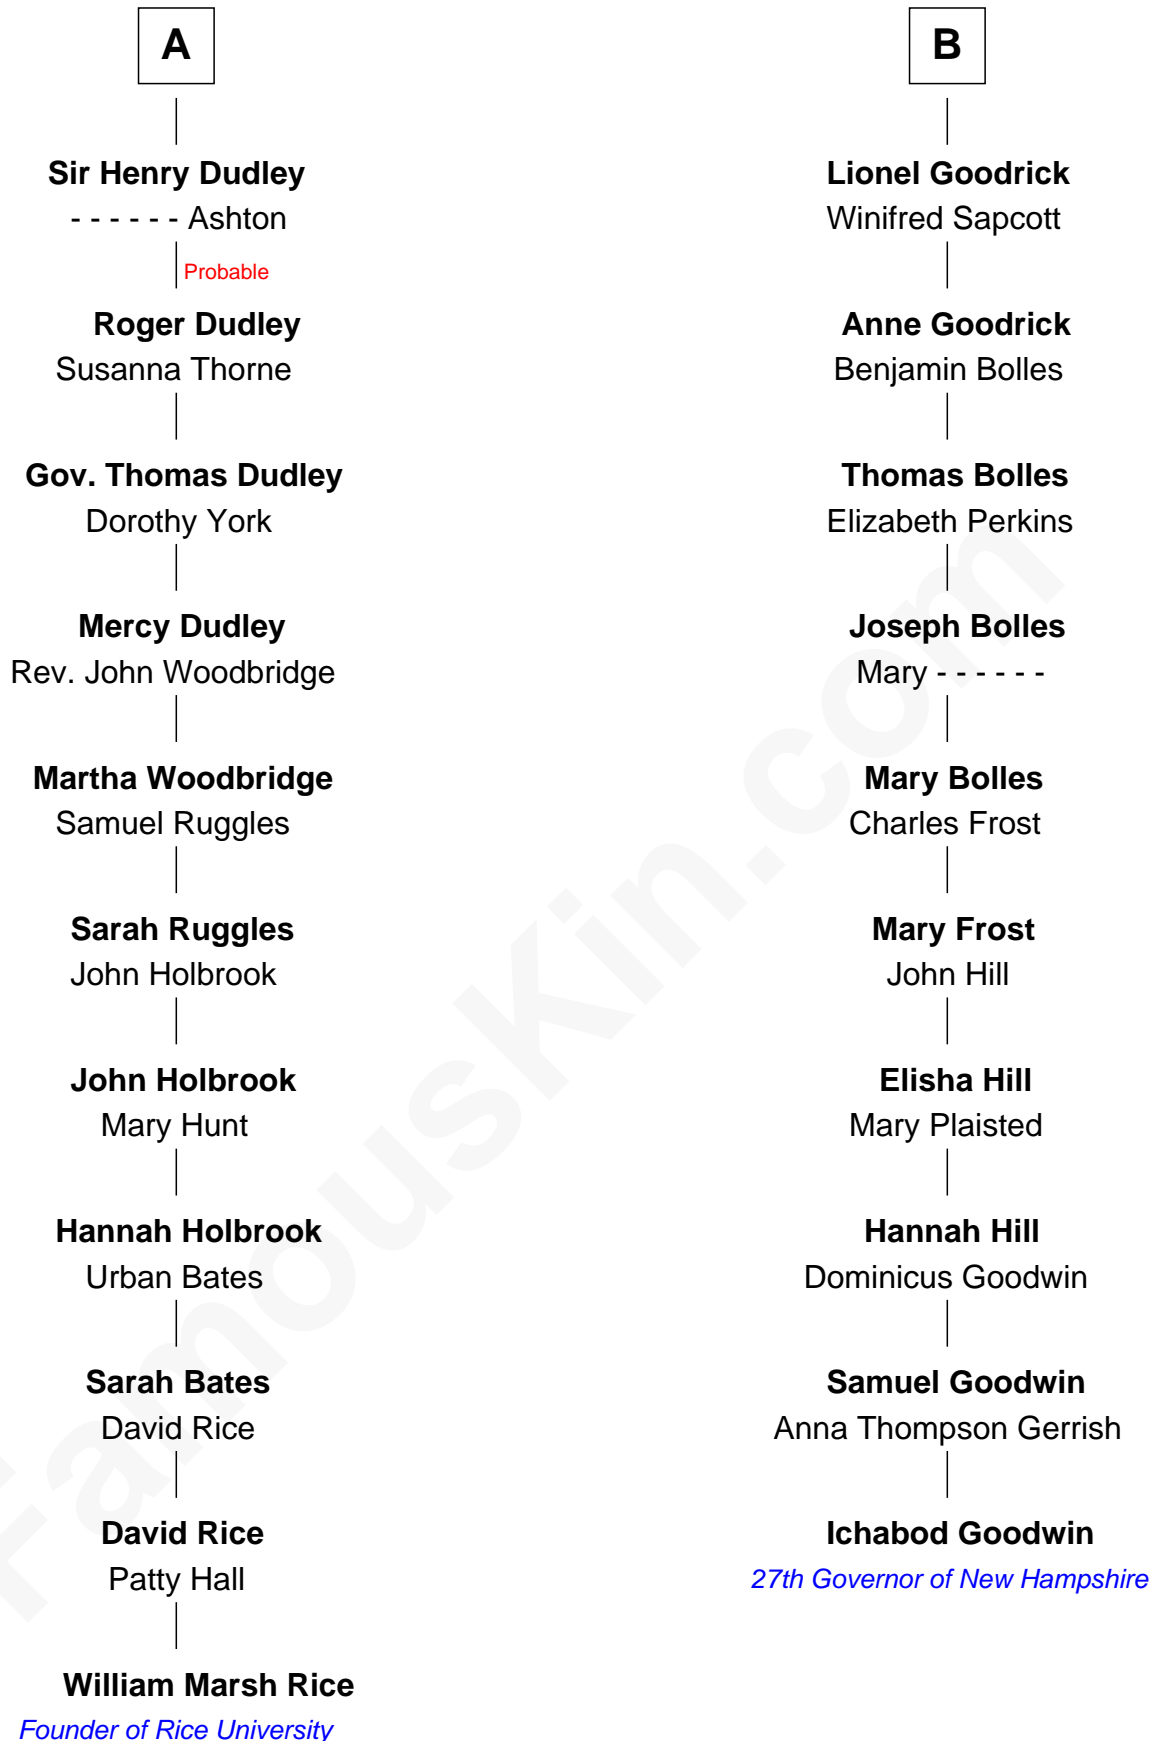 A
Sir Henry Dudley
- - - - - - Ashton
Probable
Roger Dudley
Susanna Thorne
Gov. Thomas Dudley
Dorothy York
Mercy Dudley
Rev. John Woodbridge
Martha Woodbridge
Samuel Ruggles
Sarah Ruggles
John Holbrook
John Holbrook
Mary Hunt
Hannah Holbrook
Urban Bates
Sarah Bates
David Rice
David Rice
Patty Hall
William Marsh Rice
Founder of Rice University
B
Lionel Goodrick
Winifred Sapcott
Anne Goodrick
Benjamin Bolles
Thomas Bolles
Elizabeth Perkins
Joseph Bolles
Mary - - - - - -
Mary Bolles
Charles Frost
Mary Frost
John Hill
Elisha Hill
Mary Plaisted
Hannah Hill
Dominicus Goodwin
Samuel Goodwin
Anna Thompson Gerrish
Ichabod Goodwin
27th Governor of New Hampshire
FamousKin.com